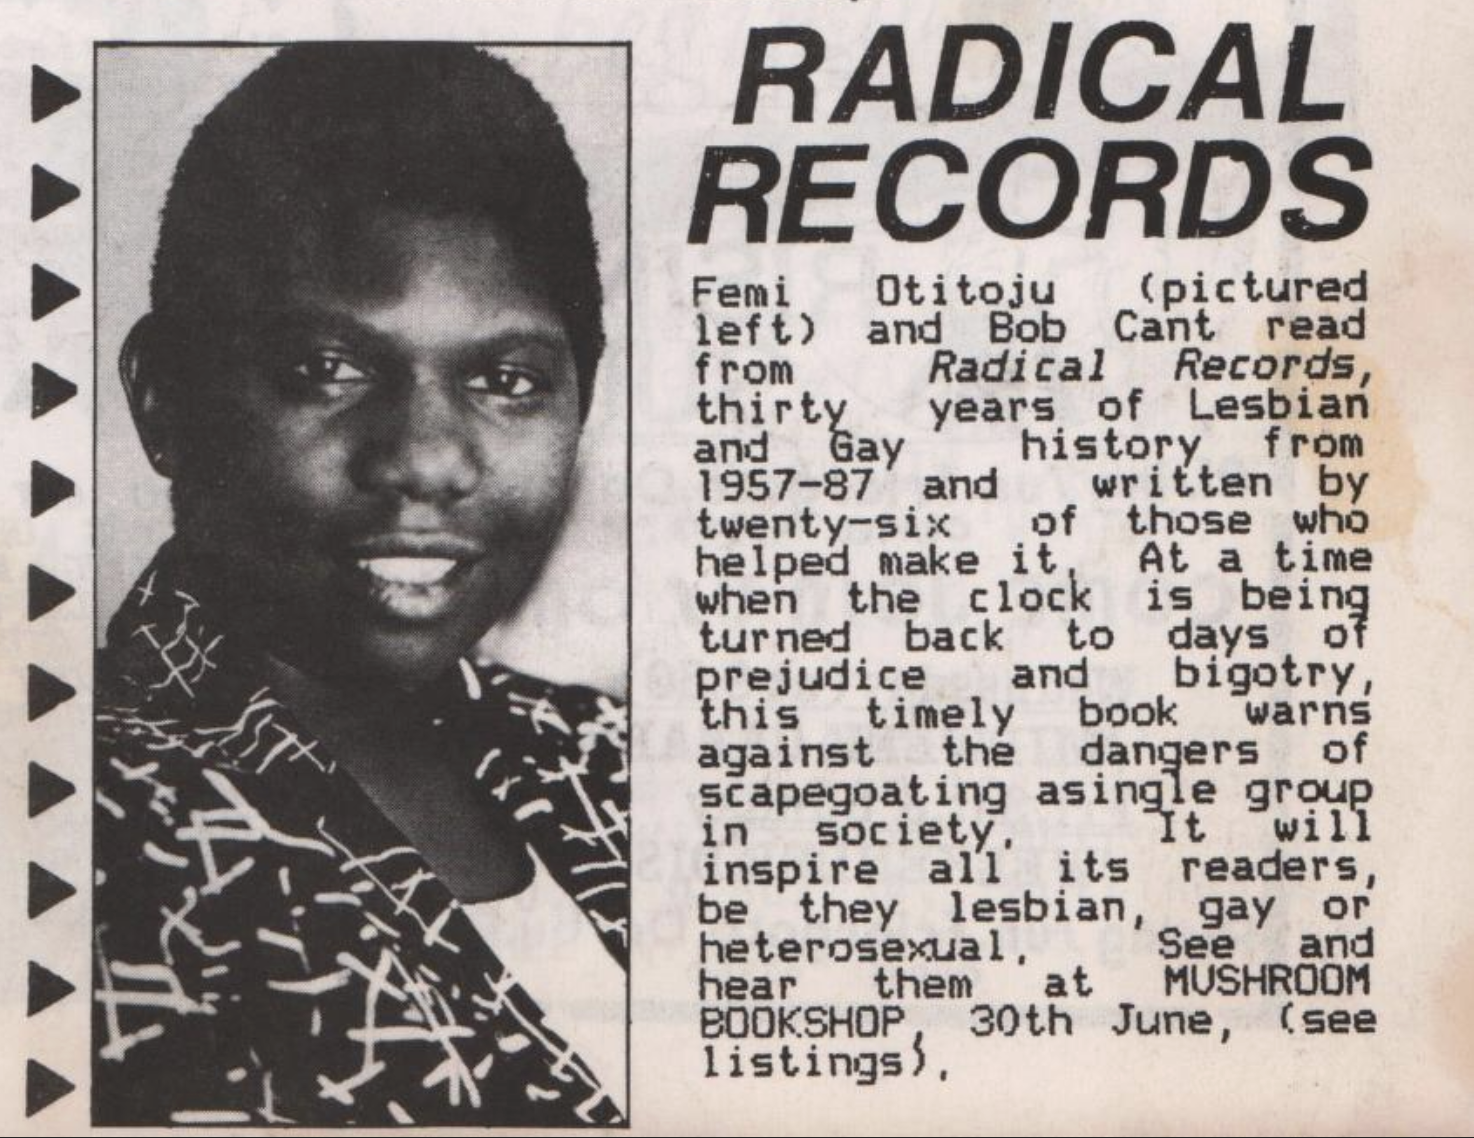 RADICAL
RECORDS
Femi Otitoju (pictured
left) and Bob Cant read
from Radical Records,
thirty years of Lesbian
and Gay history from
1957-87 and written by
twenty-six of those who
helped make it. At a time
when the clock is being
turned back to days of
prejudice and bigotry,
this timely book warns
against the dangers of
scapegoating asingle group
in society. It will
inspire all its readers,
be they lesbian, gay or
heterosexual. See and
hear them at MUSHROOM
BOOKSHOP, 30th June, (see
listings).